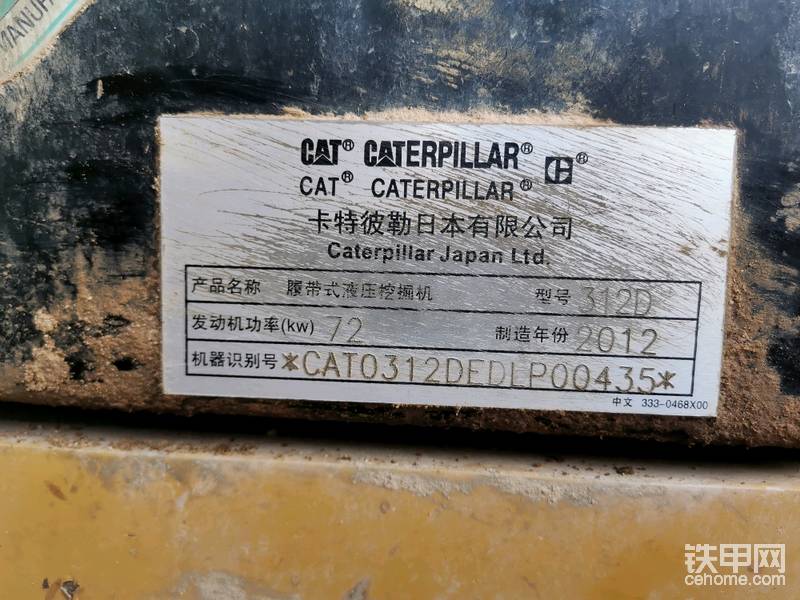 CAT® CATERPILLAR® ®
CAT® CATERPILLAR®
卡特彼勒日本有限公司
Caterpillar Japan Ltd.
产品名称 履带式液压挖掘机 型号 312D
发动机功率(kw) 72 制造年份 2012
机器识别号 *CAT0312DEDLP00435*
中文 333-0468X00
铁甲网
cehome.com